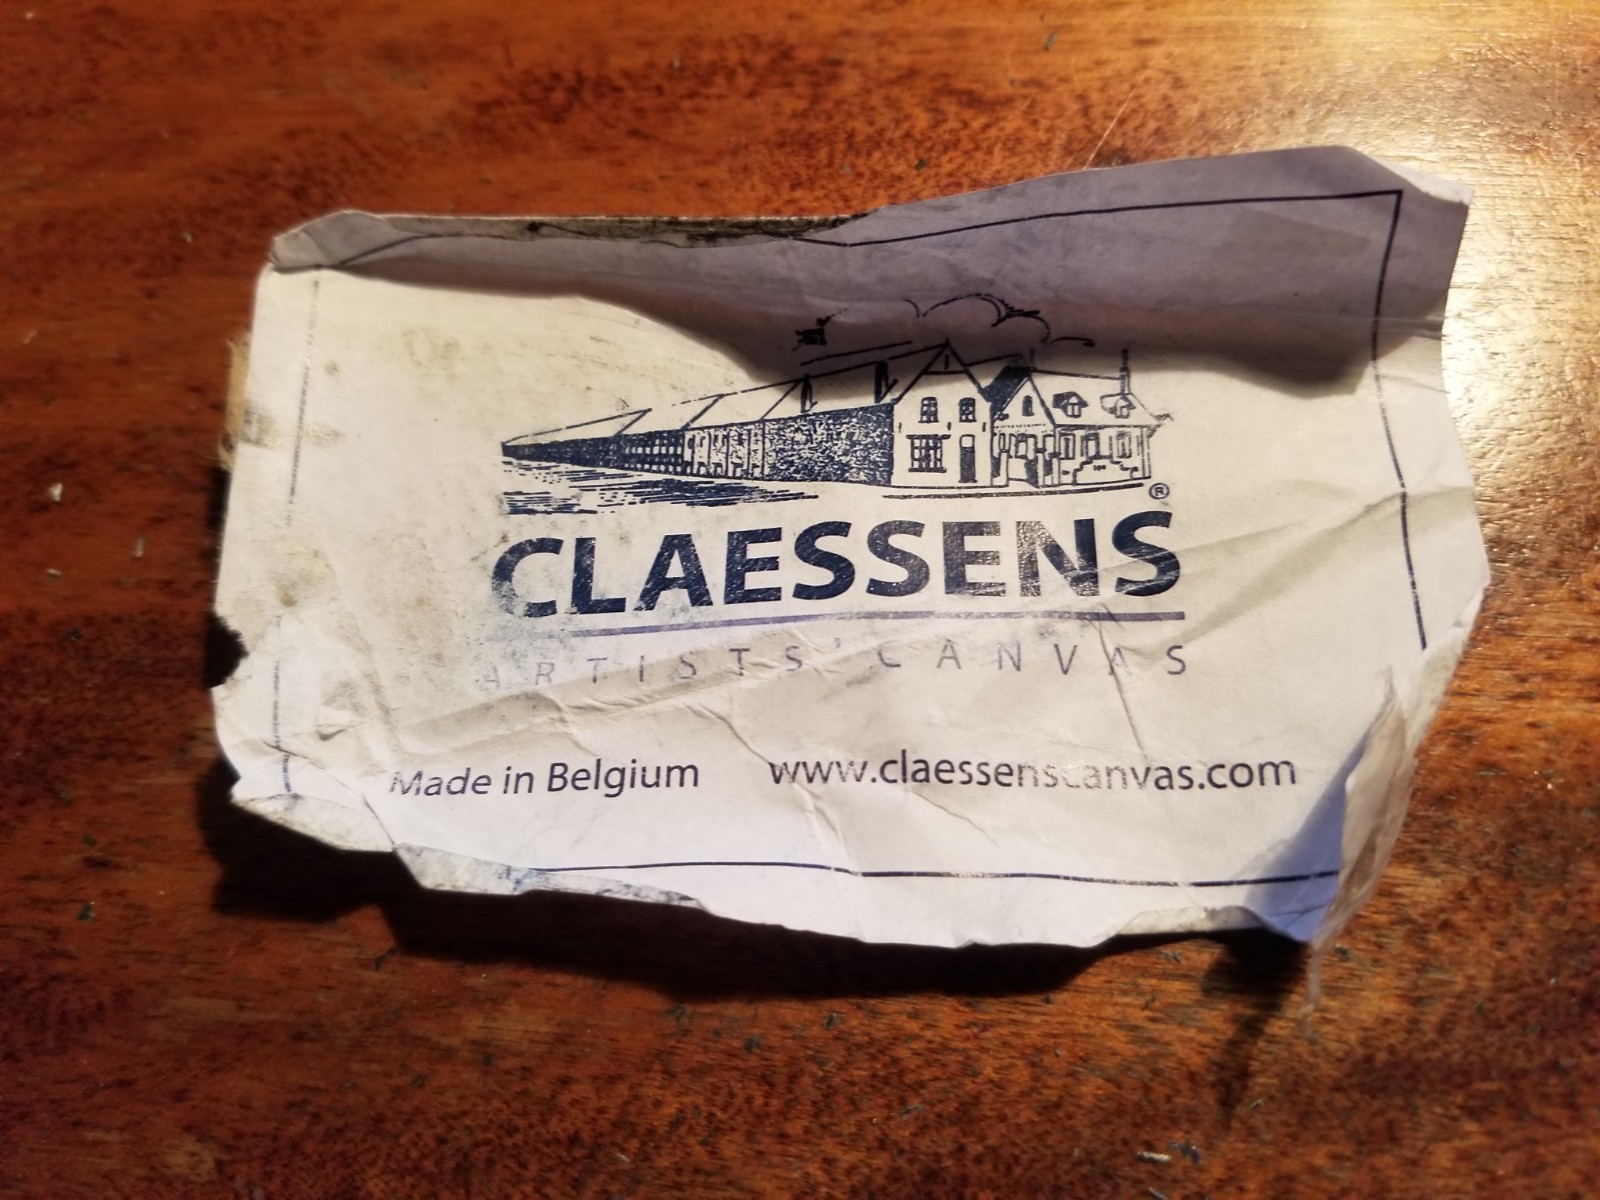 ®
CLAESSENS
ARTISTS' CANVAS
Made in Belgium www.claessenscanvas.com